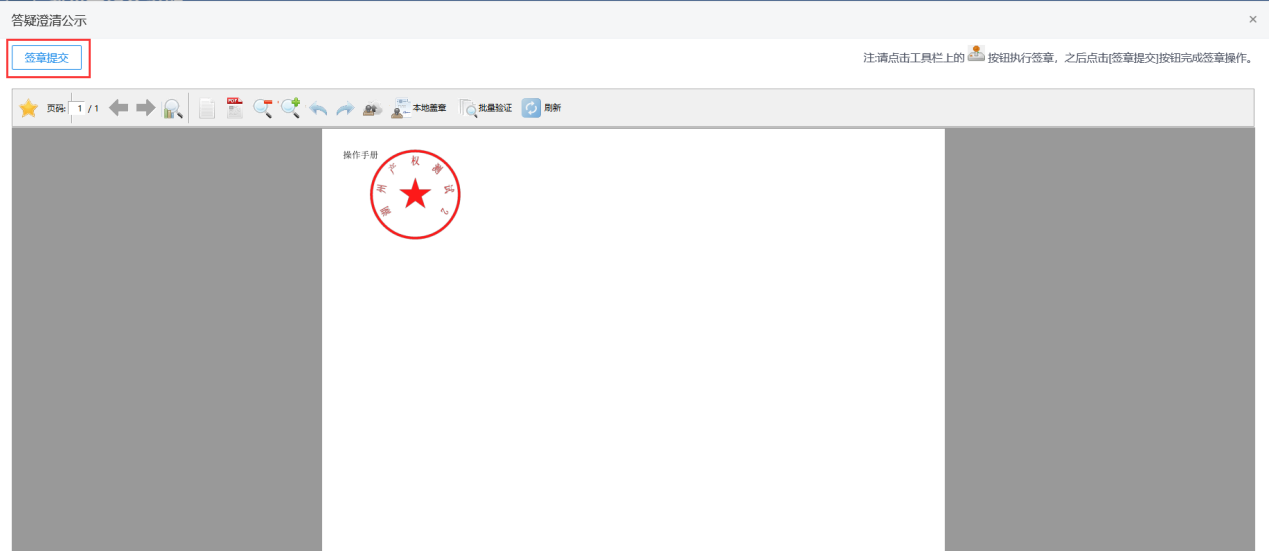 答疑澄清公示
签章提交
注:请点击工具栏上的 按钮执行签章，之后点击[签章提交]按钮完成签章操作。
页码: 1 /1 PDF 本地盖章 批量验证 刷新
操作手册
州产权测试2